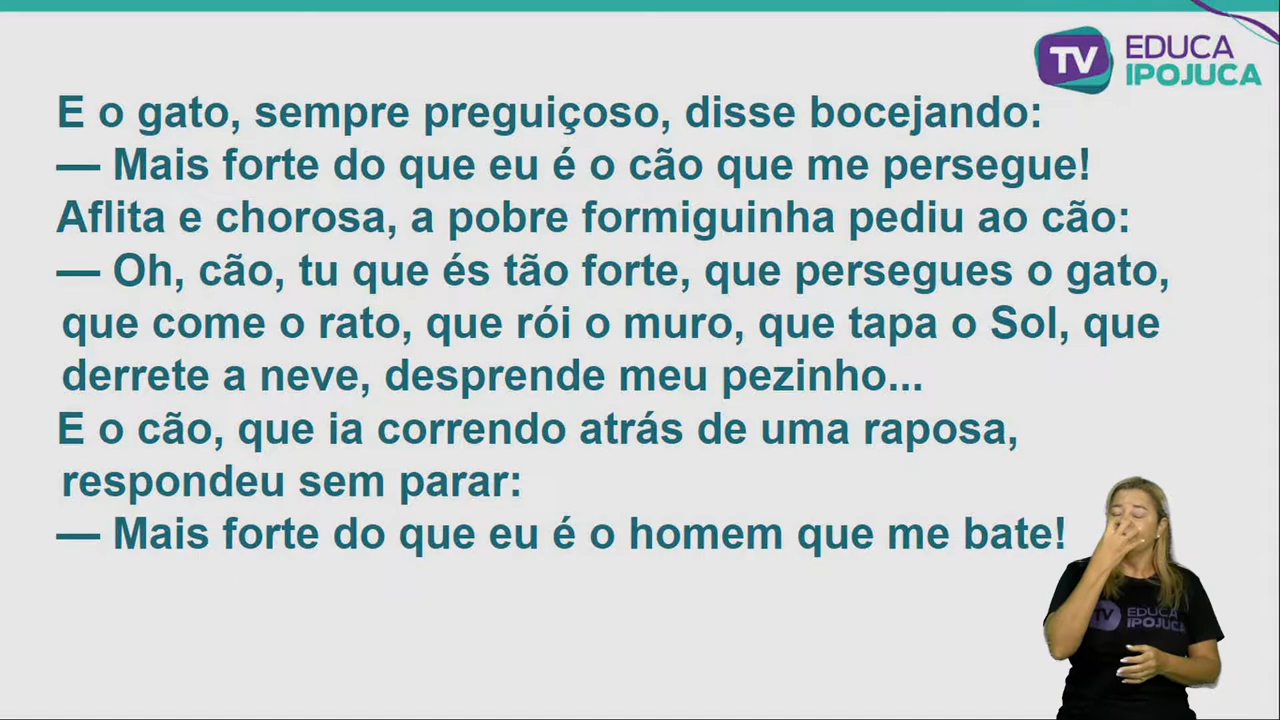 TV EDUCA
IPOJUCA
E o gato, sempre preguiçoso, disse bocejando:
— Mais forte do que eu é o cão que me persegue!
Aflita e chorosa, a pobre formiguinha pediu ao cão:
— Oh, cão, tu que és tão forte, que persegues o gato,
que come o rato, que rói o muro, que tapa o Sol, que
derrete a neve, desprende meu pezinho...
E o cão, que ia correndo atrás de uma raposa,
respondeu sem parar:
— Mais forte do que eu é o homem que me bate!
TV EDUCA
IPOJUCA